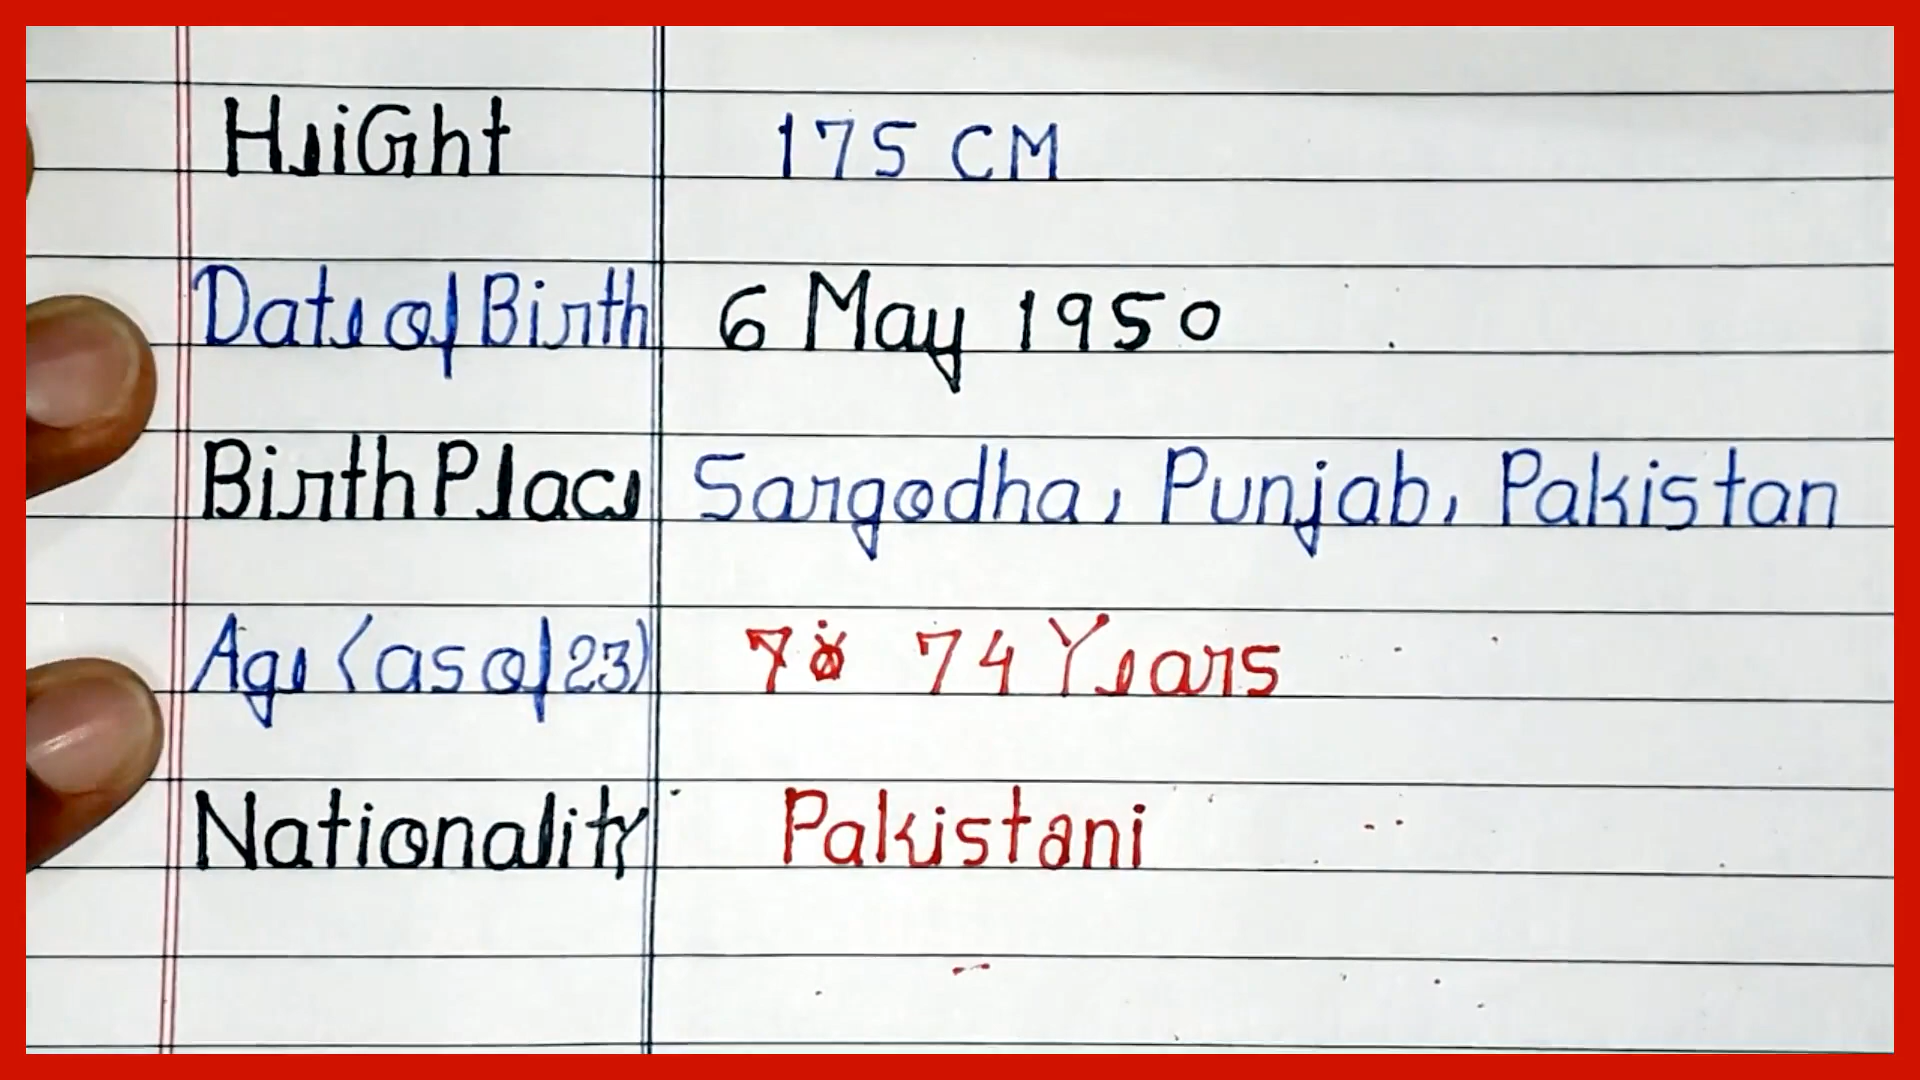 HeiGht 175 CM
Date of Birth 6 May 1950
Birth Place Sargodha, Punjab, Pakistan
Age (as of 23) 74 Years
Nationality Pakistani